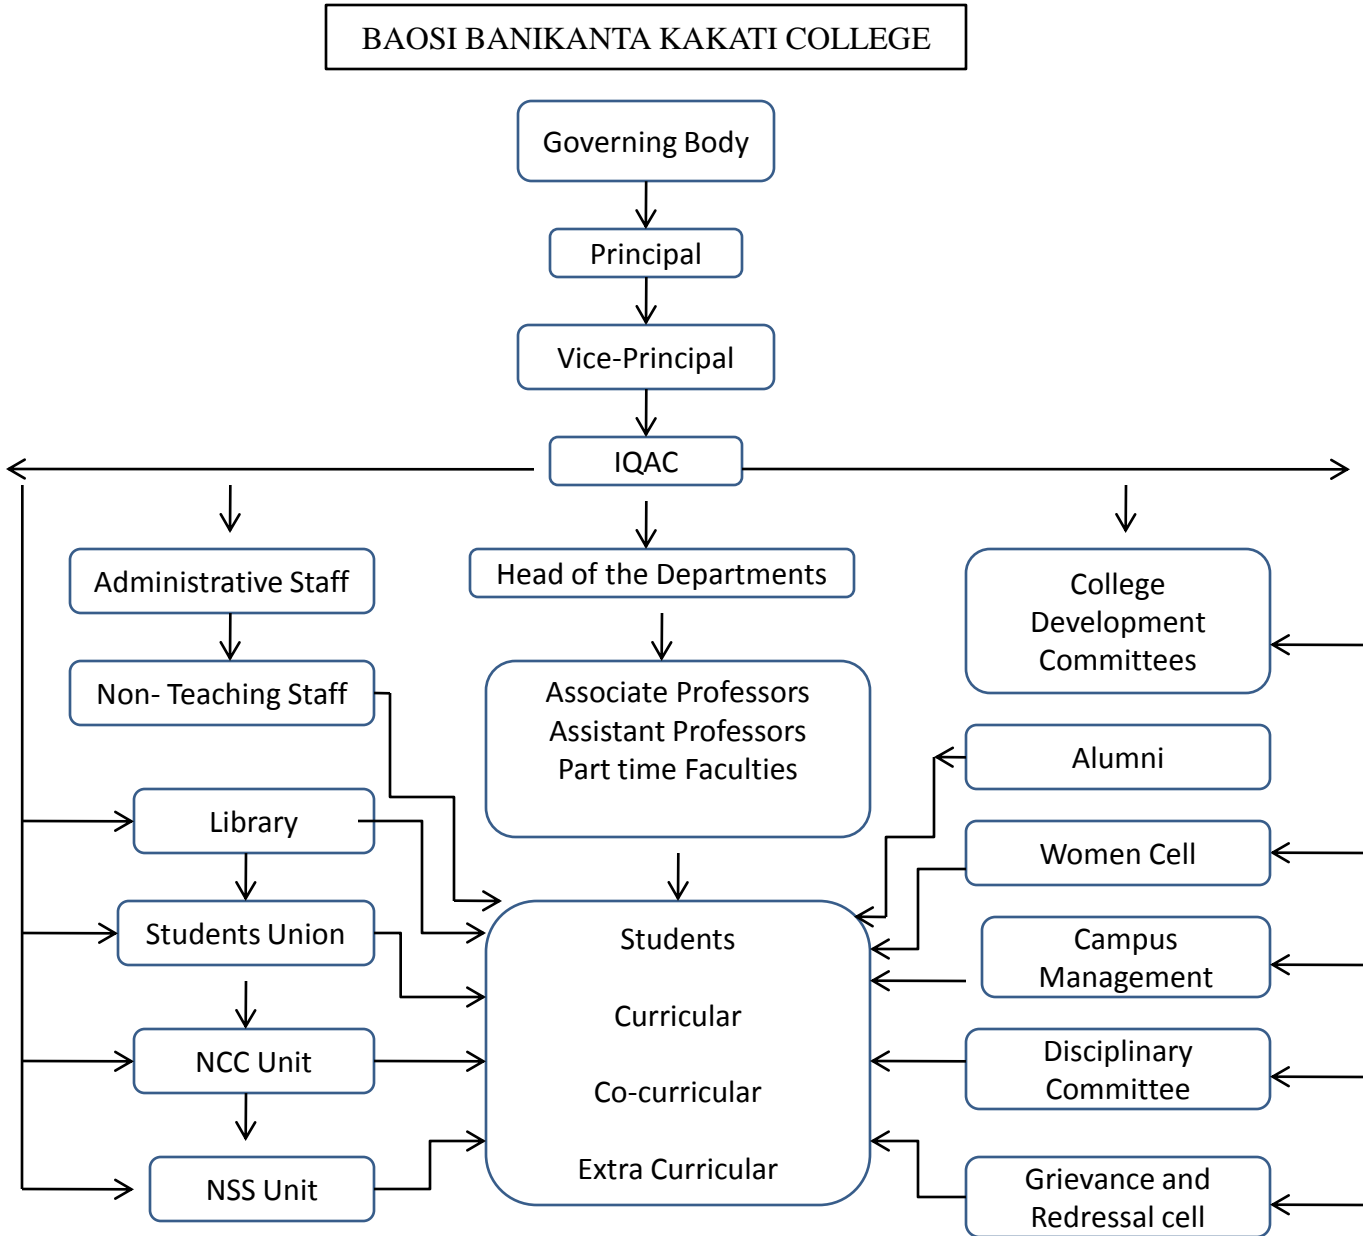 BAOSI BANIKANTA KAKATI COLLEGE
Governing Body
Principal
Vice-Principal
IQAC
Administrative Staff
Non- Teaching Staff
Library
Students Union
NCC Unit
NSS Unit
Head of the Departments
Associate Professors
Assistant Professors
Part time Faculties
Students
Curricular
Co-curricular
Extra Curricular
College
Development
Committees
Alumni
Women Cell
Campus
Management
Disciplinary
Committee
Grievance and
Redressal cell